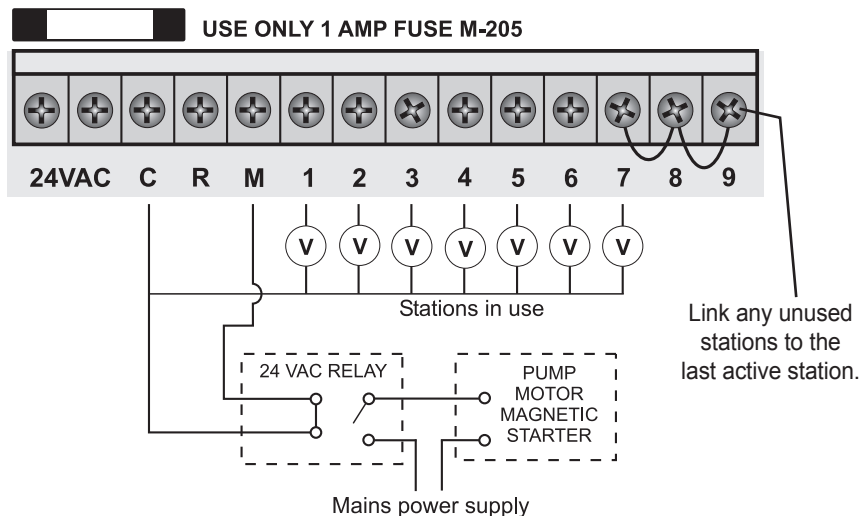 USE ONLY 1 AMP FUSE M-205
24VAC C R M 1 2 3 4 5 6 7 8 9
V V V V V V V
Stations in use
Link any unused
stations to the
last active station.
24 VAC RELAY
PUMP
MOTOR
MAGNETIC
STARTER
Mains power supply